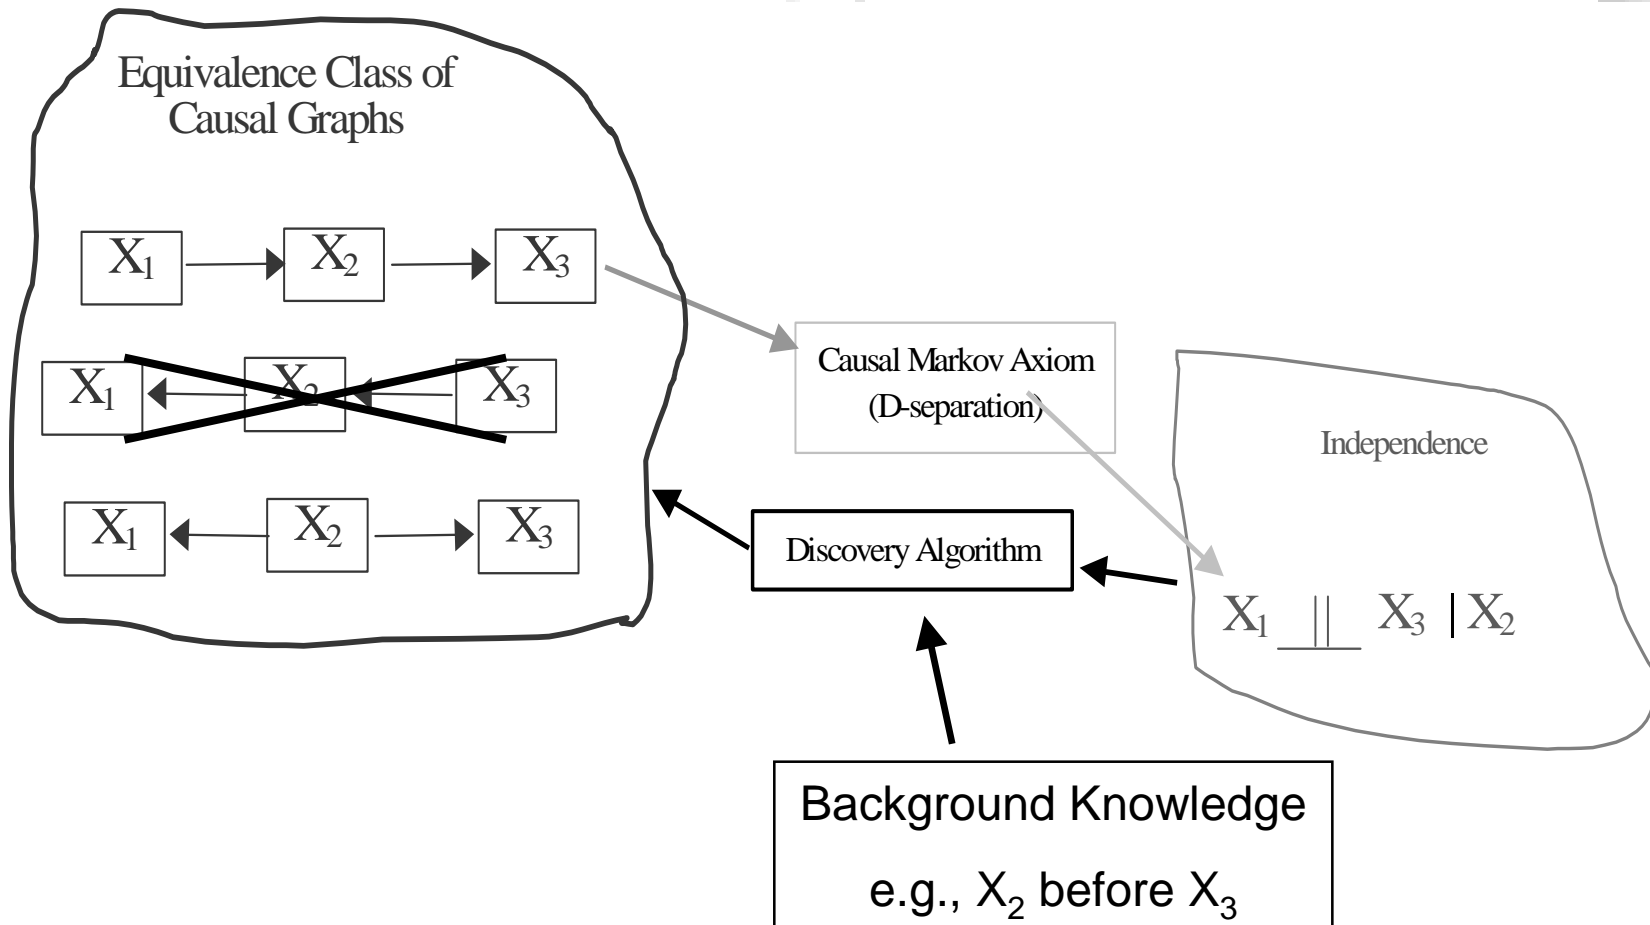 Equivalence Class of
Causal Graphs
X₁ X₂ X₃
X₁ X₂ X₃
X₁ X₂ X₃
Causal Markov Axiom
(D-separation)
Independence
Discovery Algorithm
X₁ _||_ X₃ | X₂
Background Knowledge
e.g., X₂ before X₃